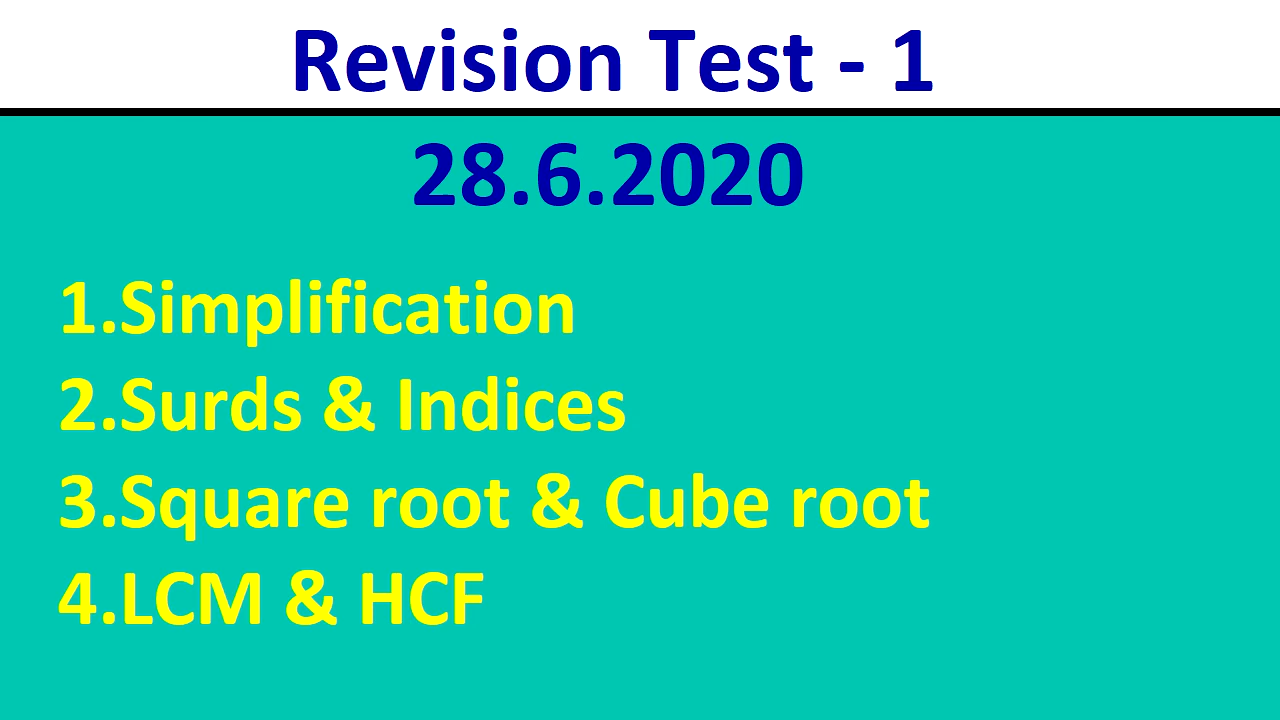 Revision Test - 1
28.6.2020
1.Simplification
2.Surds & Indices
3.Square root & Cube root
4.LCM & HCF